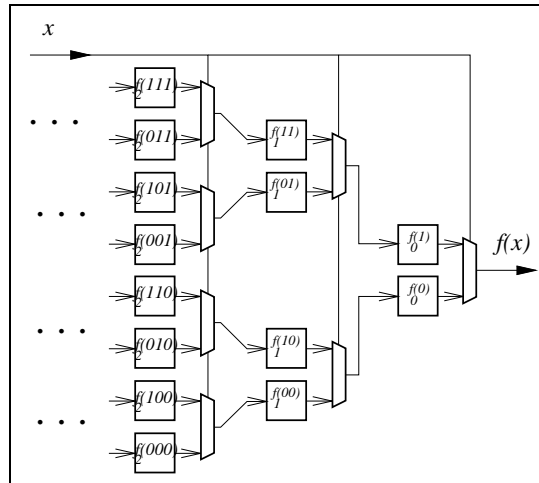 x
f(111)
2
. . .
f(011)
2
f(11)
1
f(101)
2
f(01)
1
. . .
f(001)
2
f(1)
0
f(x)
f(110)
2
f(0)
0
. . .
f(010)
2
f(10)
1
f(100)
2
f(00)
1
. . .
f(000)
2